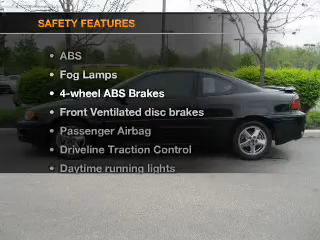 SAFETY FEATURES
• ABS
• Fog Lamps
• 4-wheel ABS Brakes
• Front Ventilated disc brakes
• Passenger Airbag
• Driveline Traction Control
• Daytime running lights